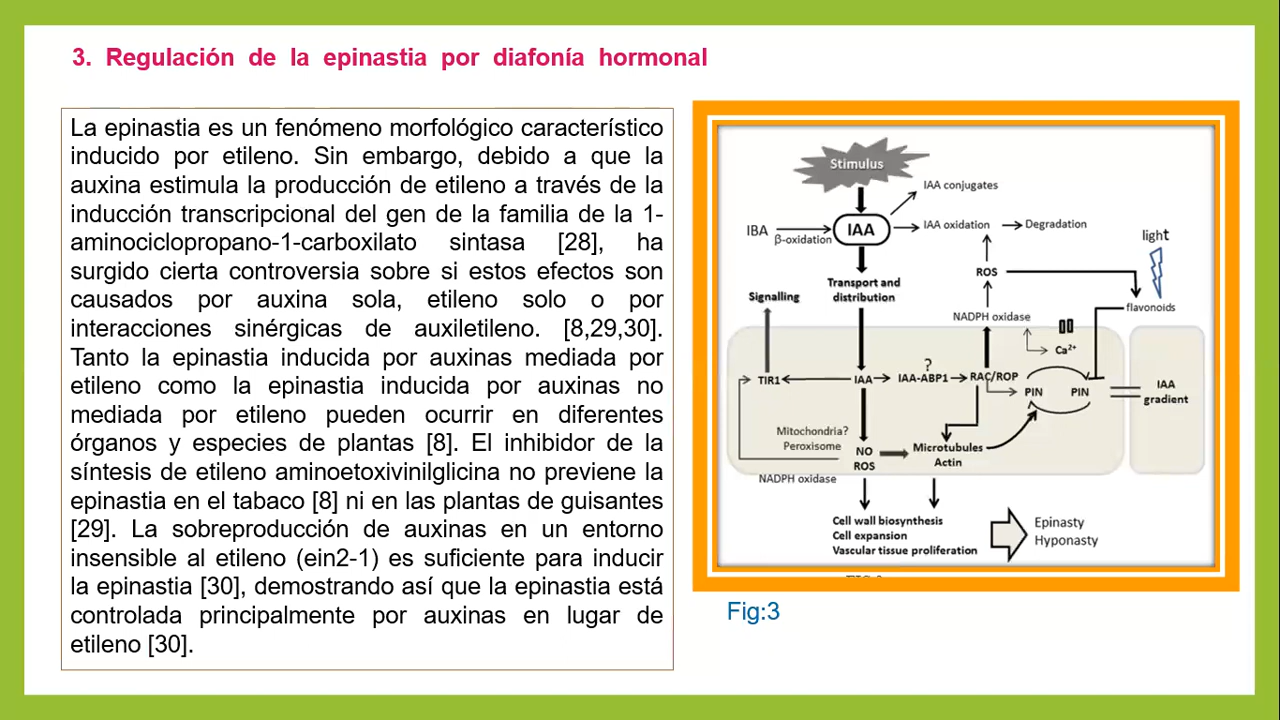 3. Regulación de la epinastia por diafonía hormonal
La epinastia es un fenómeno morfológico característico
inducido por etileno. Sin embargo, debido a que la
auxina estimula la producción de etileno a través de la
inducción transcripcional del gen de la familia de la 1-
aminociclopropano-1-carboxilato sintasa [28], ha
surgido cierta controversia sobre si estos efectos son
causados por auxina sola, etileno solo o por
interacciones sinérgicas de auxiletileno. [8,29,30].
Tanto la epinastia inducida por auxinas mediada por
etileno como la epinastia inducida por auxinas no
mediada por etileno pueden ocurrir en diferentes
órganos y especies de plantas [8]. El inhibidor de la
síntesis de etileno aminoetoxivinilglicina no previene la
epinastia en el tabaco [8] ni en las plantas de guisantes
[29]. La sobreproducción de auxinas en un entorno
insensible al etileno (ein2-1) es suficiente para inducir
la epinastia [30], demostrando así que la epinastia está
controlada principalmente por auxinas en lugar de
etileno [30].
Stimulus
IAA conjugates
IBA
β-oxidation
IAA
IAA oxidation
Degradation
light
ROS
Transport and
distribution
Signalling
flavonoids
NADPH oxidase
Ca²⁺
?
TIR1
IAA
IAA-ABP1
RAC/ROP
PIN
PIN
IAA
gradient
Mitochondria?
Peroxisome
NO
ROS
Microtubules
Actin
NADPH oxidase
Cell wall biosynthesis
Cell expansion
Vascular tissue proliferation
Epinasty
Hyponasty
Fig:3